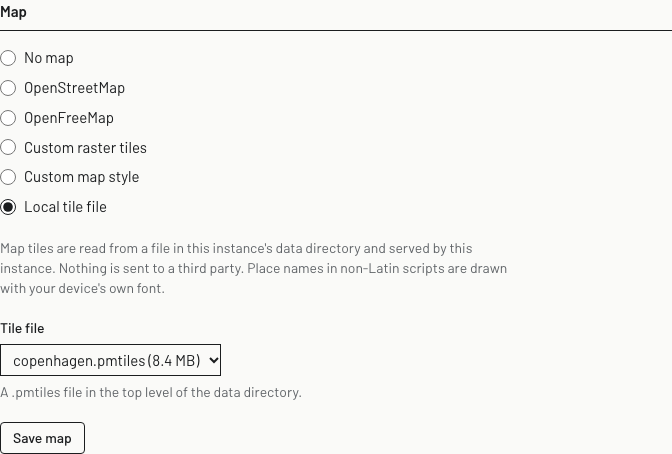 Map
No map
OpenStreetMap
OpenFreeMap
Custom raster tiles
Custom map style
Local tile file
Map tiles are read from a file in this instance's data directory and served by this
instance. Nothing is sent to a third party. Place names in non-Latin scripts are drawn
with your device's own font.
Tile file
copenhagen.pmtiles (8.4 MB)
A .pmtiles file in the top level of the data directory.
Save map